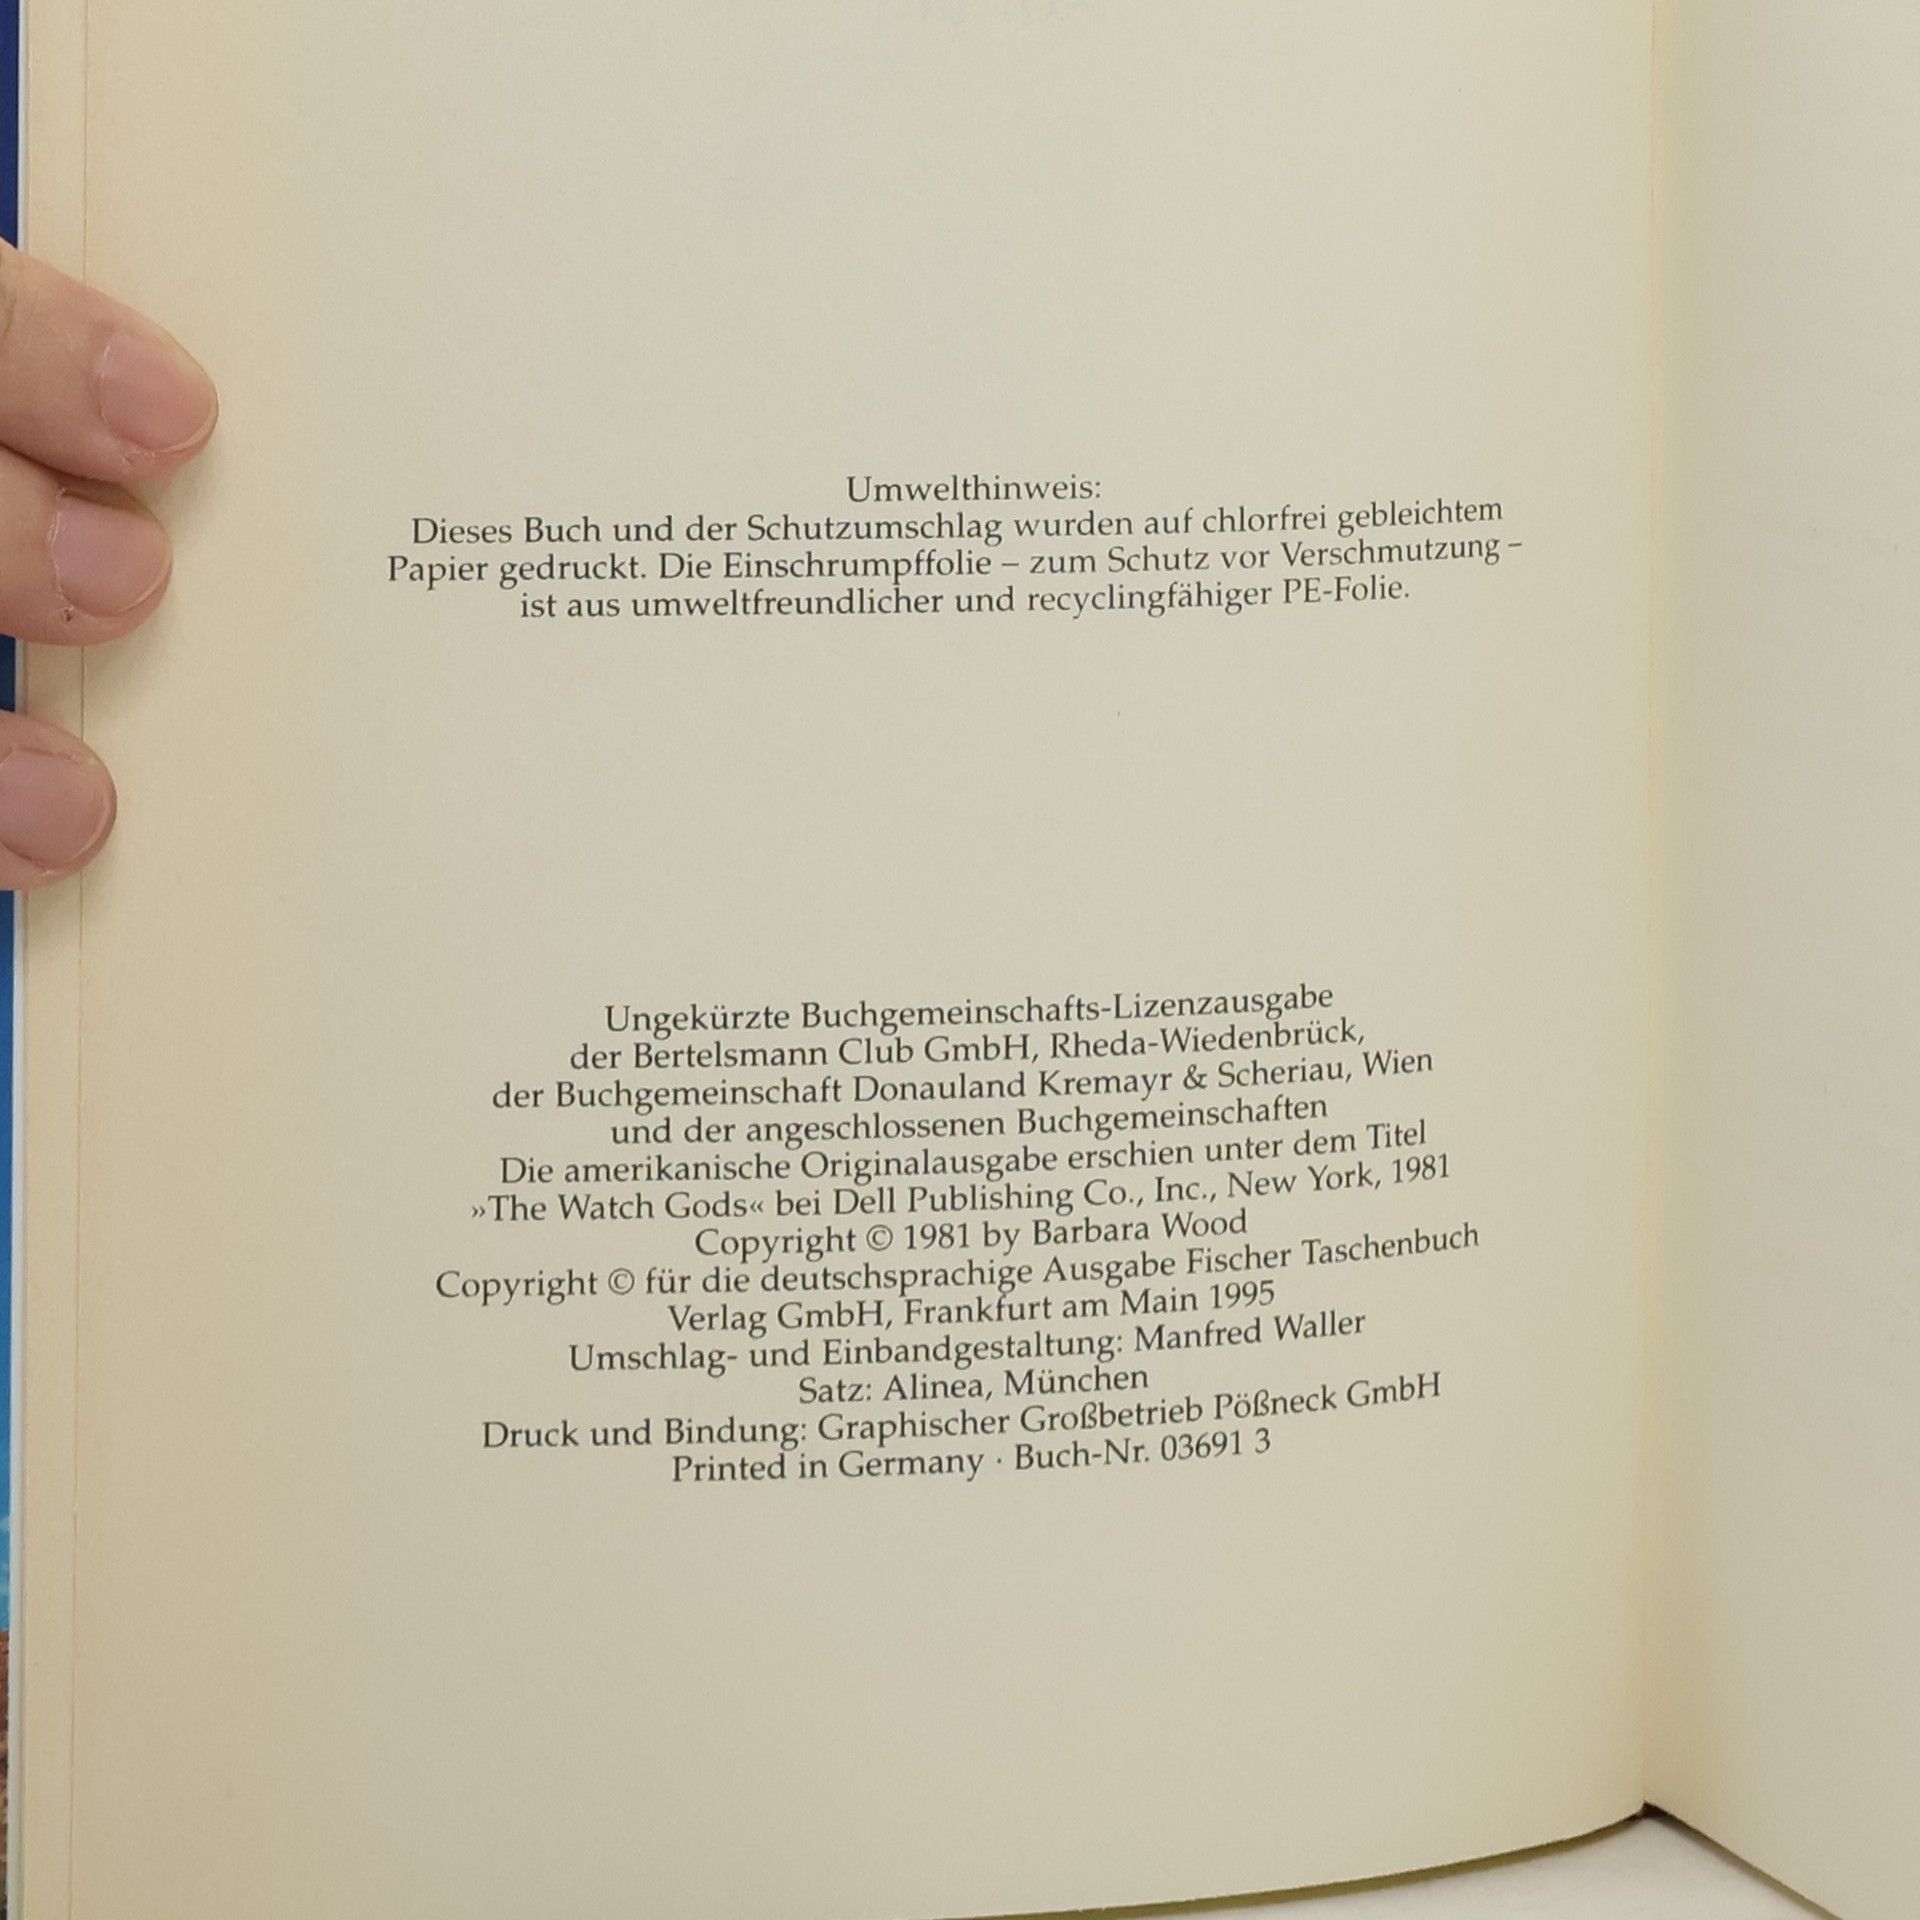 Umwelthinweis:
Dieses Buch und der Schutzumschlag wurden auf chlorfrei gebleichtem
Papier gedruckt. Die Einschrumpffolie – zum Schutz vor Verschmutzung –
ist aus umweltfreundlicher und recyclingfähiger PE-Folie.
Ungekürzte Buchgemeinschafts-Lizenzausgabe
der Bertelsmann Club GmbH, Rheda-Wiedenbrück,
der Buchgemeinschaft Donauland Kremayr & Scheriau, Wien
und der angeschlossenen Buchgemeinschaften
Die amerikanische Originalausgabe erschien unter dem Titel
»The Watch Gods« bei Dell Publishing Co., Inc., New York, 1981
Copyright © 1981 by Barbara Wood
Copyright © für die deutschsprachige Ausgabe Fischer Taschenbuch
Verlag GmbH, Frankfurt am Main 1995
Umschlag- und Einbandgestaltung: Manfred Waller
Satz: Alinea, München
Druck und Bindung: Graphischer Großbetrieb Pößneck GmbH
Printed in Germany · Buch-Nr. 03691 3